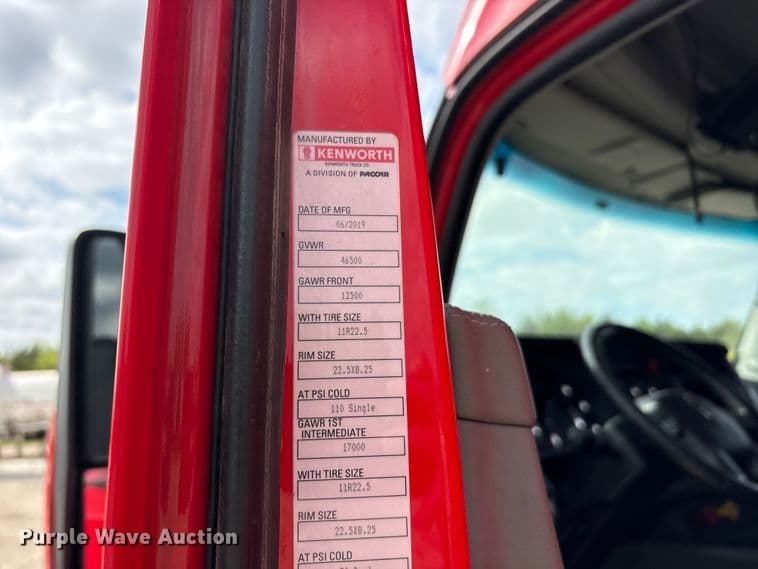 MANUFACTURED BY
KENWORTH
KENWORTH TRUCK CO.
A DIVISION OF PACCAR
DATE OF MFG
06/2019
GVWR
46500
GAWR FRONT
12500
WITH TIRE SIZE
11R22.5
RIM SIZE
22.5X8.25
AT PSI COLD
110 Single
GAWR 1ST
INTERMEDIATE
17000
WITH TIRE SIZE
11R22.5
RIM SIZE
22.5X8.25
AT PSI COLD
Purple Wave Auction